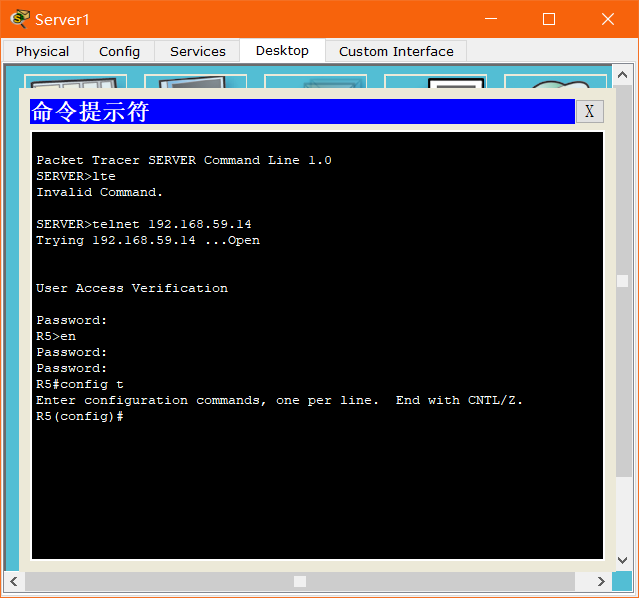 Server1
Physical Config Services Desktop Custom Interface
命令提示符 X
Packet Tracer SERVER Command Line 1.0
SERVER>lte
Invalid Command.
SERVER>telnet 192.168.59.14
Trying 192.168.59.14 ...Open
User Access Verification
Password:
R5>en
Password:
Password:
R5#config t
Enter configuration commands, one per line.  End with CNTL/Z.
R5(config)#